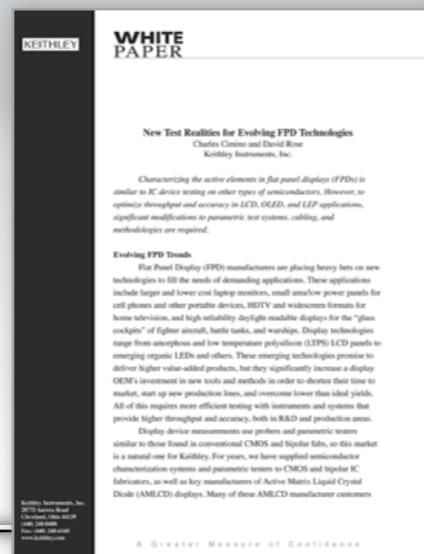 KEITHLEY
WHITE
PAPER
New Test Realities for Evolving FPD Technologies
Charles Cimino and David Rose
Keithley Instruments, Inc.
Characterizing the active elements in flat panel displays (FPDs) is
similar to IC device testing on other types of semiconductors. However, to
optimize throughput and accuracy in LCD, OLED, and LEP applications,
significant modifications to parametric test systems, cabling, and
methodologies are required.
Evolving FPD Trends
Flat Panel Display (FPD) manufacturers are placing heavy bets on new
technologies to fill the needs of demanding applications. These applications
include larger and lower cost laptop monitors, small area/low power panels for
cell phones and other portable devices, HDTV and widescreen formats for
home television, and high reliability daylight-readable displays for the "glass
cockpits" of fighter aircraft, battle tanks, and warships. Display technologies
range from amorphous and low temperature polysilicon (LTPS) LCD panels to
emerging organic LEDs and others. These emerging technologies promise to
deliver higher value-added products, but they significantly increase a display
OEM's investment in new tools and methods in order to shorten their time to
market, start up new production lines, and overcome lower than ideal yields.
All of this requires more efficient testing with instruments and systems that
provide higher throughput and accuracy, both in R&D and production areas.
Display device measurements use probers and parametric testers
similar to those found in conventional CMOS and bipolar fabs, so this market
is a natural one for Keithley. For years, we have supplied semiconductor
characterization systems and parametric testers to CMOS and bipolar IC
fabricators, as well as key manufacturers of Active Matrix Liquid Crystal
Diode (AMLCD) displays. Many of these AMLCD manufacturer customers
Keithley Instruments, Inc.
28775 Aurora Road
Cleveland, Ohio 44139
(440) 248-0400
Fax: (440) 248-6168
www.keithley.com
A Greater Measure of Confidence